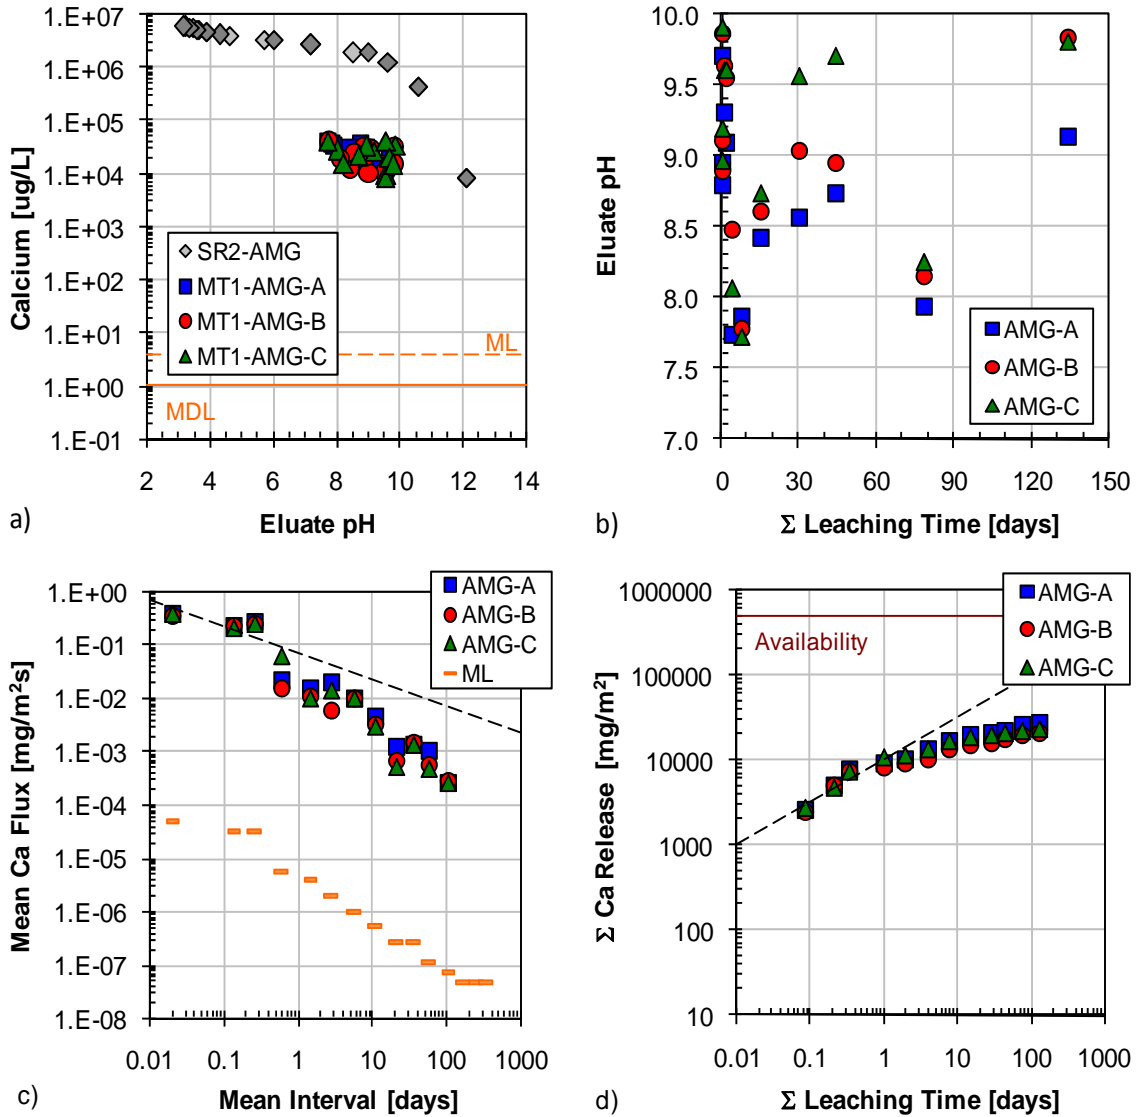 1.E+07
1.E+06
1.E+05
1.E+04
1.E+03
1.E+02
1.E+01
1.E+00
1.E-01
Calcium [ug/L]
SR2-AMG
MT1-AMG-A
MT1-AMG-B
MT1-AMG-C
ML
MDL
2 4 6 8 10 12 14
Eluate pH
a)
10.0
9.5
9.0
8.5
8.0
7.5
7.0
Eluate pH
AMG-A
AMG-B
AMG-C
0 30 60 90 120 150
Σ Leaching Time [days]
b)
1.E+00
1.E-01
1.E-02
1.E-03
1.E-04
1.E-05
1.E-06
1.E-07
1.E-08
Mean Ca Flux [mg/m²s]
AMG-A
AMG-B
AMG-C
ML
0.01 0.1 1 10 100 1000
Mean Interval [days]
c)
1000000
100000
10000
1000
100
10
Σ Ca Release [mg/m²]
Availability
AMG-A
AMG-B
AMG-C
0.01 0.1 1 10 100 1000
Σ Leaching Time [days]
d)